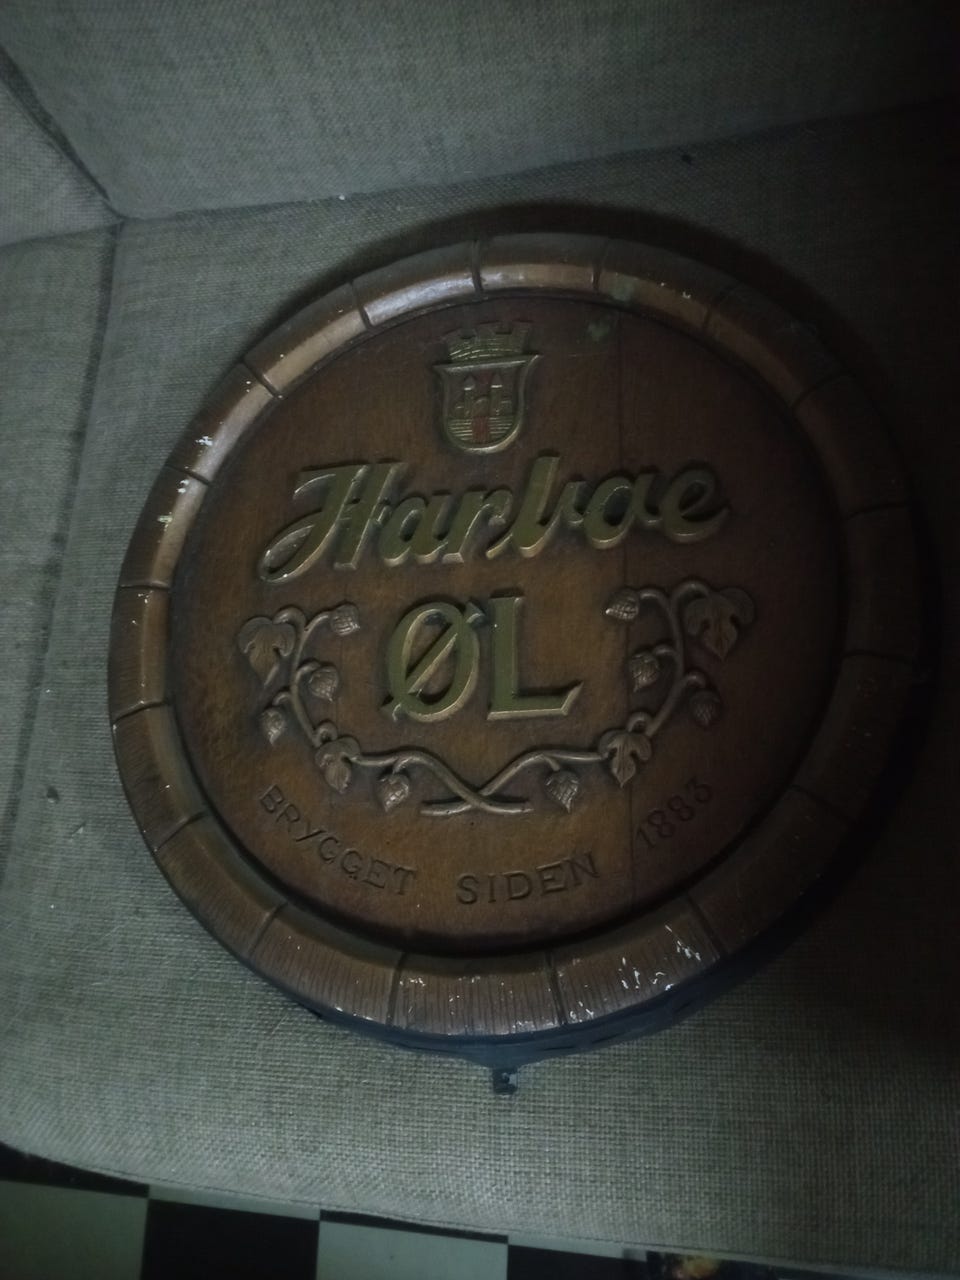 Harboe
ØL
BRYGGET SIDEN 1883